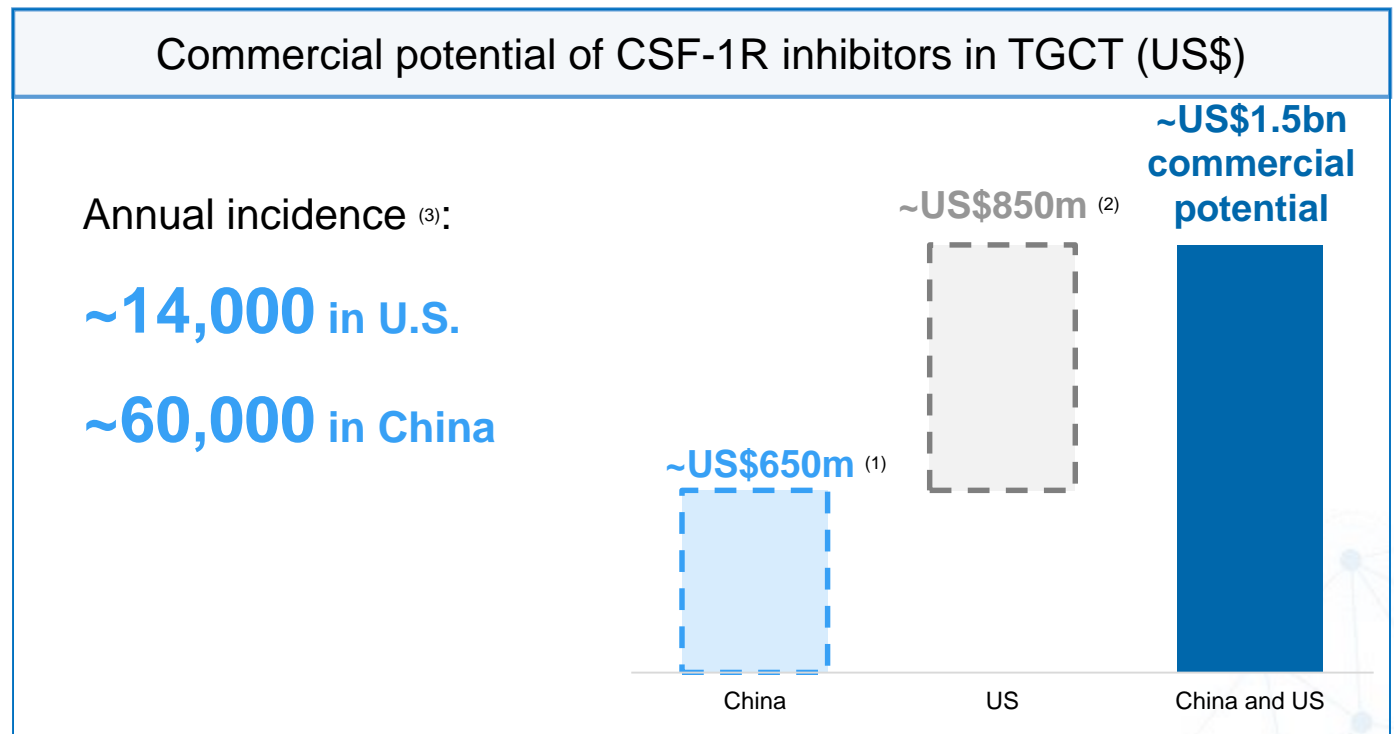 Commercial potential of CSF-1R inhibitors in TGCT (US$)
Annual incidence (3):
~14,000 in U.S.
~60,000 in China
~US$650m (1)
~US$850m (2)
~US$1.5bn
commercial
potential
China
US
China and US